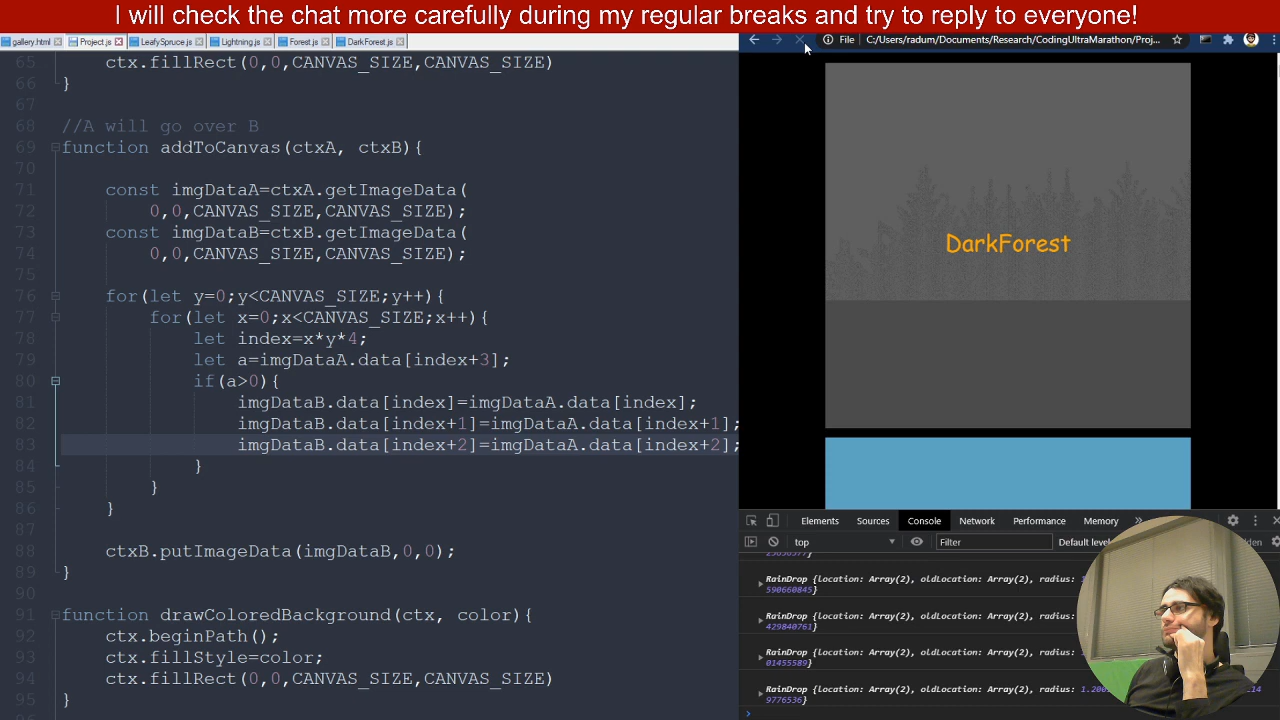 I will check the chat more carefully during my regular breaks and try to reply to everyone!
gallery.html Project.js LeafySpruce.js Lightning.js Forest.js DarkForest.js
File C:/Users/radum/Documents/Research/CodingUltraMarathon/Proj...
65 ctx.fillRect(0,0,CANVAS_SIZE,CANVAS_SIZE)
66 }
67
68 //A will go over B
69 function addToCanvas(ctxA, ctxB){
70
71 const imgDataA=ctxA.getImageData(
72 0,0,CANVAS_SIZE,CANVAS_SIZE);
73 const imgDataB=ctxB.getImageData(
74 0,0,CANVAS_SIZE,CANVAS_SIZE);
75
76 for(let y=0;y<CANVAS_SIZE;y++){
77 for(let x=0;x<CANVAS_SIZE;x++){
78 let index=x*y*4;
79 let a=imgDataA.data[index+3];
80 if(a>0){
81 imgDataB.data[index]=imgDataA.data[index];
82 imgDataB.data[index+1]=imgDataA.data[index+1];
83 imgDataB.data[index+2]=imgDataA.data[index+2];
84 }
85 }
86 }
87
88 ctxB.putImageData(imgDataB,0,0);
89 }
90
91 function drawColoredBackground(ctx, color){
92 ctx.beginPath();
93 ctx.fillStyle=color;
94 ctx.fillRect(0,0,CANVAS_SIZE,CANVAS_SIZE)
95 }
DarkForest
Elements Sources Console Network Performance Memory »
top Filter Default leve
RainDrop {location: Array(2), oldLocation: Array(2), radius: 1.
590660845}
RainDrop {location: Array(2), oldLocation: Array(2), radius:
429840761}
RainDrop {location: Array(2), oldLocation: Array(2), radius:
01455589}
RainDrop {location: Array(2), oldLocation: Array(2), radius: 1.200
9776536}